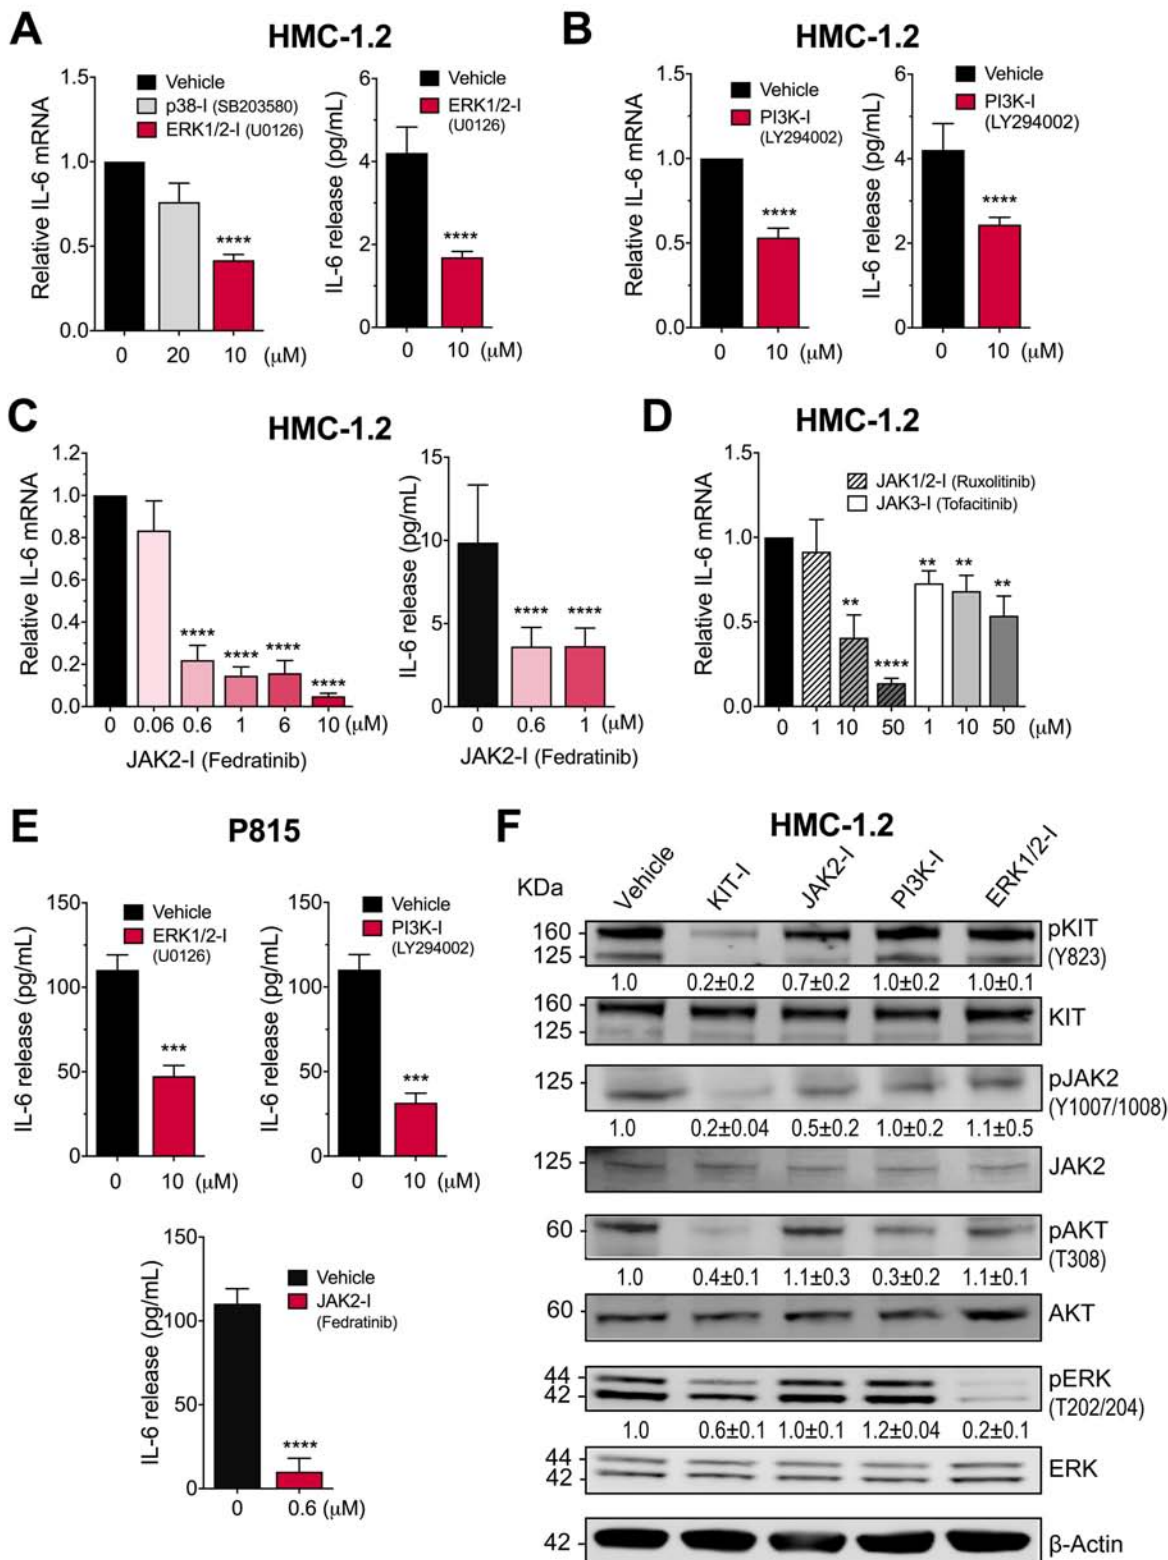 A
HMC-1.2
Relative IL-6 mRNA
1.5
1.0
0.5
0.0
Vehicle
p38-I (SB203580)
ERK1/2-I (U0126)
****
0 20 10 (μM)
IL-6 release (pg/mL)
6
4
2
0
Vehicle
ERK1/2-I
(U0126)
****
0 10 (μM)
B
HMC-1.2
Relative IL-6 mRNA
1.5
1.0
0.5
0.0
Vehicle
PI3K-I
(LY294002)
****
0 10 (μM)
IL-6 release (pg/mL)
6
4
2
0
Vehicle
PI3K-I
(LY294002)
****
0 10 (μM)
C
HMC-1.2
Relative IL-6 mRNA
1.2
1.0
0.8
0.6
0.4
0.2
0.0
**** **** **** ****
0 0.06 0.6 1 6 10 (μM)
JAK2-I (Fedratinib)
IL-6 release (pg/mL)
15
10
5
0
**** ****
0 0.6 1 (μM)
JAK2-I (Fedratinib)
D
HMC-1.2
Relative IL-6 mRNA
1.5
1.0
0.5
0.0
JAK1/2-I (Ruxolitinib)
JAK3-I (Tofacitinib)
** **** ** ** **
0 1 10 50 1 10 50 (μM)
E
P815
IL-6 release (pg/mL)
150
100
50
0
Vehicle
ERK1/2-I
(U0126)
***
0 10 (μM)
IL-6 release (pg/mL)
150
100
50
0
Vehicle
PI3K-I
(LY294002)
***
0 10 (μM)
IL-6 release (pg/mL)
150
100
50
0
Vehicle
JAK2-I
(Fedratinib)
****
0 0.6 (μM)
F
HMC-1.2
KDa
Vehicle KIT-I JAK2-I PI3K-I ERK1/2-I
160 pKIT
125 (Y823)
1.0 0.2±0.2 0.7±0.2 1.0±0.2 1.0±0.1
160 KIT
125
125 pJAK2
(Y1007/1008)
1.0 0.2±0.04 0.5±0.2 1.0±0.2 1.1±0.5
125 JAK2
60 pAKT
(T308)
1.0 0.4±0.1 1.1±0.3 0.3±0.2 1.1±0.1
60 AKT
44 pERK
42 (T202/204)
1.0 0.6±0.1 1.0±0.1 1.2±0.04 0.2±0.1
44 ERK
42
42 β-Actin